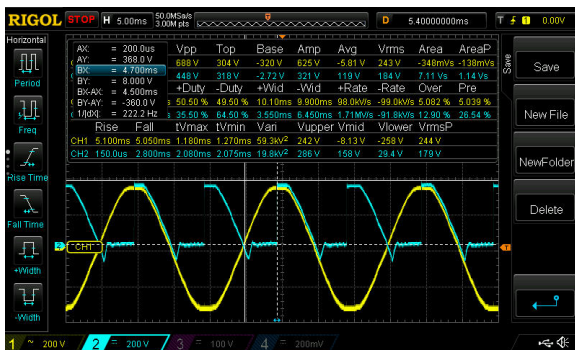 RIGOL STOP H 5.00ms 50.0MSa/s 3.00M pts D 5.40000000ms T 1 0.00V
Horizontal
Period
Freq
Rise Time
Fall Time
+Width
-Width
AX: = 200.0us
AY: = 368.0 V
BX: = 4.700ms
BY: = 8.000 V
BX-AX: = 4.500ms
BY-AY: = -360.0 V
1/|dX|: = 222.2 Hz
Vpp Top Base Amp Avg Vrms Area AreaP
688 V 304 V -320 V 625 V -5.81 V 243 V -348mVs -138mVs
448 V 318 V -2.72 V 321 V 119 V 184 V 7.11 Vs 1.14 Vs
+Duty -Duty +Wid -Wid +Rate -Rate Over Pre
50.50 % 49.50 % 10.10ms 9.900ms 98.0kV/s -99.0kV/s 5.082 % 5.039 %
35.50 % 64.50 % 3.550ms 6.450ms 1.71MV/s -91.8kV/s 12.90 % 26.54 %
Rise Fall tVmax tVmin Vari Vupper Vmid Vlower VrmsP
CH1 5.100ms 5.050ms 1.180ms 1.270ms 59.3kV² 242 V -8.13 V -258 V 244 V
CH2 150.0us 2.800ms 2.080ms 2.075ms 19.8kV² 286 V 158 V 29.4 V 179 V
CH1
T
Save
Save
New File
NewFolder
Delete
1 ~ 200 V 2 = 200 V 3 = 100 V 4 = 200mV